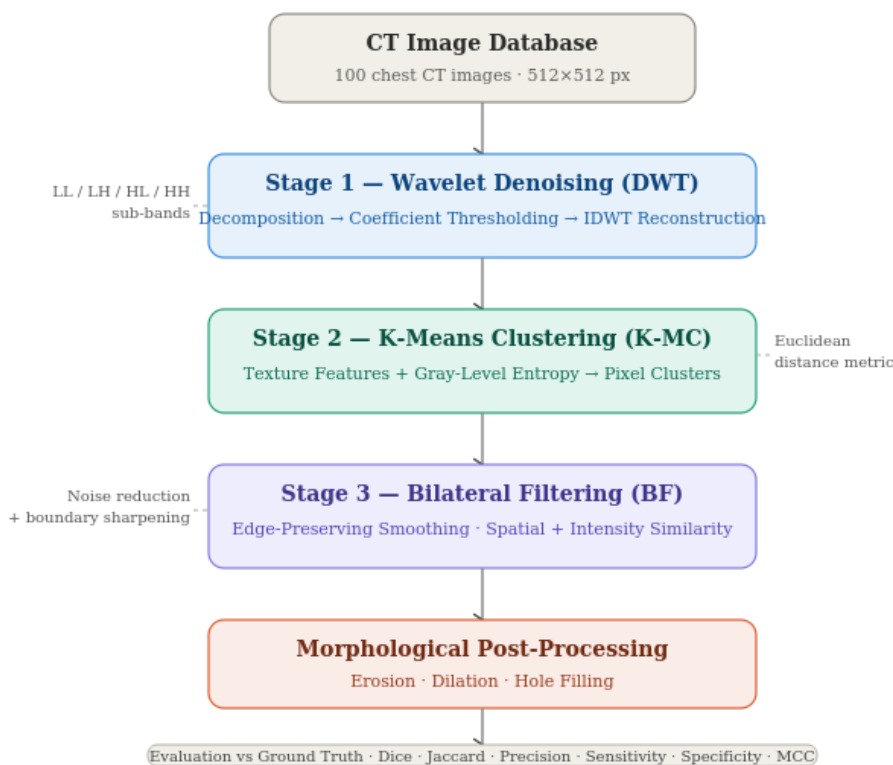 CT Image Database
100 chest CT images · 512×512 px
Stage 1 — Wavelet Denoising (DWT)
LL / LH / HL / HH
sub-bands
Decomposition → Coefficient Thresholding → IDWT Reconstruction
Stage 2 — K-Means Clustering (K-MC)
Texture Features + Gray-Level Entropy → Pixel Clusters
Euclidean
distance metric
Stage 3 — Bilateral Filtering (BF)
Noise reduction
+ boundary sharpening
Edge-Preserving Smoothing · Spatial + Intensity Similarity
Morphological Post-Processing
Erosion · Dilation · Hole Filling
Evaluation vs Ground Truth · Dice · Jaccard · Precision · Sensitivity · Specificity · MCC